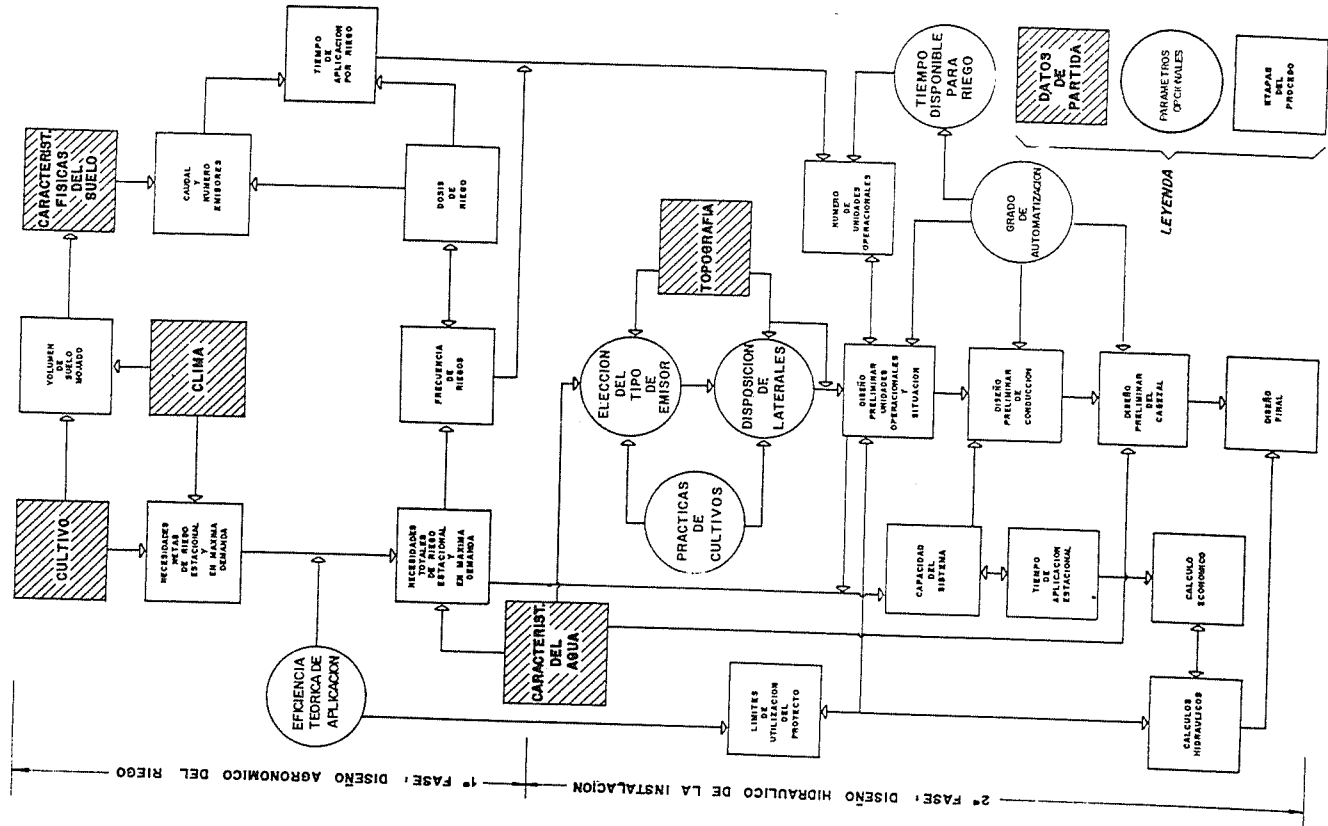 CULTIVO
CLIMA
VOLUMEN
DE
SUELO
MOJADO
CARACTERIST.
FISICAS
DEL
SUELO
NECESIDADES
METAS
DE RIEGO
ESTACIONAL
Y
EN MAXIMA
DEMANDA
CAUDAL
Y
NUMERO
EMISORES
TIEMPO
DE
APLICACION
POR RIEGO
EFICIENCIA
TEORICA DE
APLICACION
NECESIDADES
TOTALES
DE RIEGO
ESTACIONAL
Y
EN MAXIMA
DEMANDA
FRECUENCIA
DE
RIEGOS
DOSIS
DE
RIEGO
CARACTERIST.
DEL
AGUA
PRACTICAS
DE
CULTIVOS
ELECCION
DEL
TIPO
DE
EMISOR
TOPOGRAFIA
DISPOSICION
DE
LATERALES
LIMITES
DE
UTILIZACION
DEL
PROYECTO
DISEÑO
PRELIMINAR
UNIDADES
OPERACIONALES
Y
SITUACION
NUMERO
DE
UNIDADES
OPERACIONALES
TIEMPO
DISPONIBLE
PARA
RIEGO
CAPACIDAD
DEL
SISTEMA
DISEÑO
PRELIMINAR
DE
CONDUCCION
GRADO
DE
AUTOMATIZACION
TIEMPO
DE
APLICACION
ESTACIONAL
DISEÑO
PRELIMINAR
DEL
CABEZAL
CALCULOS
HIDRAULICOS
CALCULO
ECONOMICO
DISEÑO
FINAL
LEYENDA
DATOS
DE
PARTIDA
PARAMETROS
OPCIONALES
ETAPAS
DEL
PROCESO
1ª FASE: DISEÑO AGRONOMICO DEL RIEGO
2ª FASE: DISEÑO HIDRAULICO DE LA INSTALACION